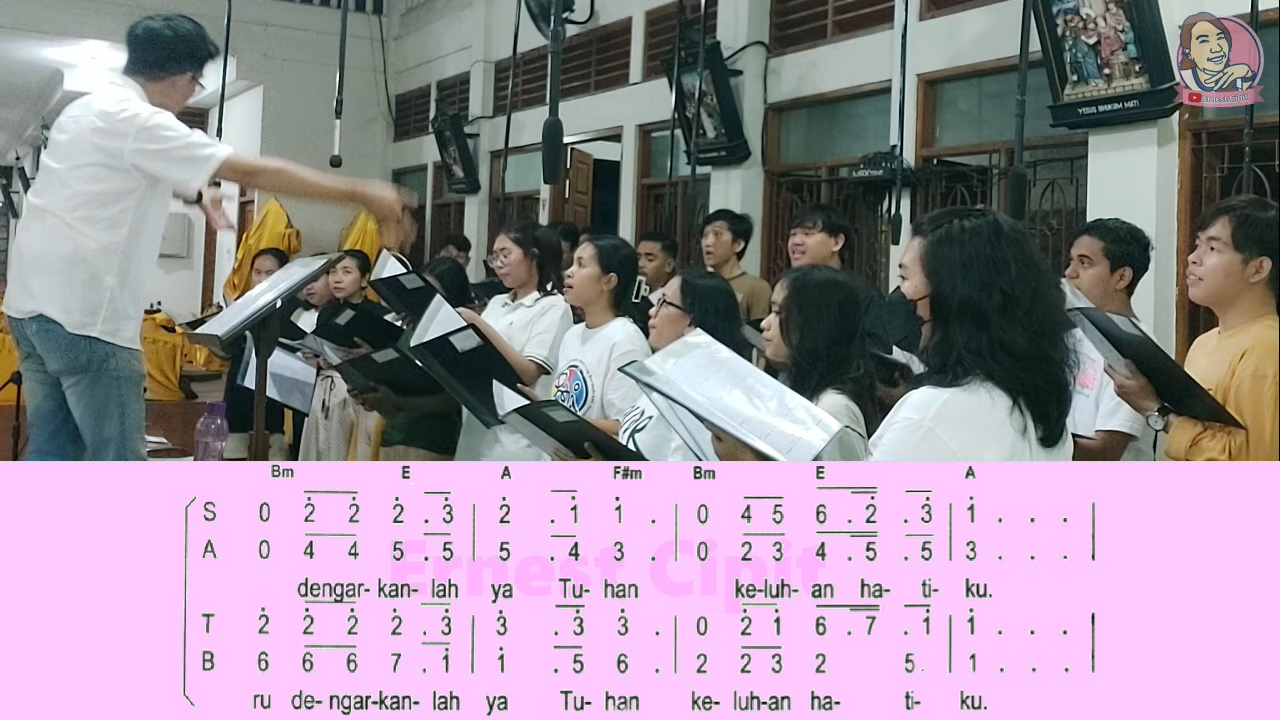 YESUS DIHUKUM MATI
Ernest Cipit
Bm E A F#m Bm E A
S 0 2̇ 2̇ 2̇ . 3̇ | 2̇ . 1̇ 1̇ . | 0 4 5 6 . 2̇ . 3̇ | 1̇ . . .
A 0 4 4 5 . 5 | 5 . 4 3 . | 0 2 3 4 . 5 . 5 | 3 . . .
Ernest Cipit
dengar- kan- lah ya Tu- han ke-luh- an ha- ti- ku.
T 2̇ 2̇ 2̇ 2̇ . 3̇ | 3̇ . 3̇ 3̇ . | 0 2̇ 1̇ 6 . 7 . 1̇ | 1̇ . . .
B 6 6 6 7 . 1̇ | 1̇ . 5 6 . | 2 2 3 2 5 . | 1 . . .
ru de- ngar-kan- lah ya Tu- han ke- luh-an ha- ti- ku.